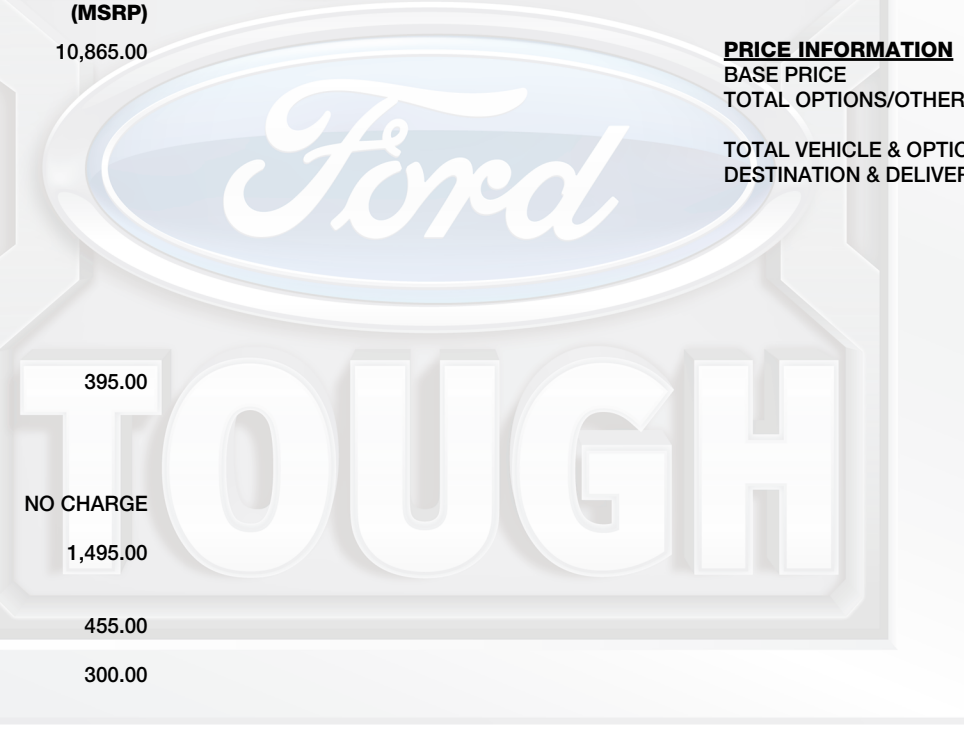 (MSRP)
10,865.00
395.00
NO CHARGE
1,495.00
455.00
300.00
PRICE INFORMATION
BASE PRICE
TOTAL OPTIONS/OTHER
TOTAL VEHICLE & OPTIO
DESTINATION & DELIVER
Ford
TOUGH